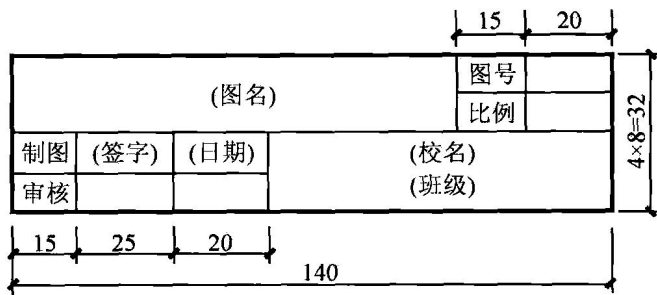 15 20
图号
(图名)
比例
4×8=32
制图 (签字) (日期) (校名)
审核 (班级)
15 25 20
140